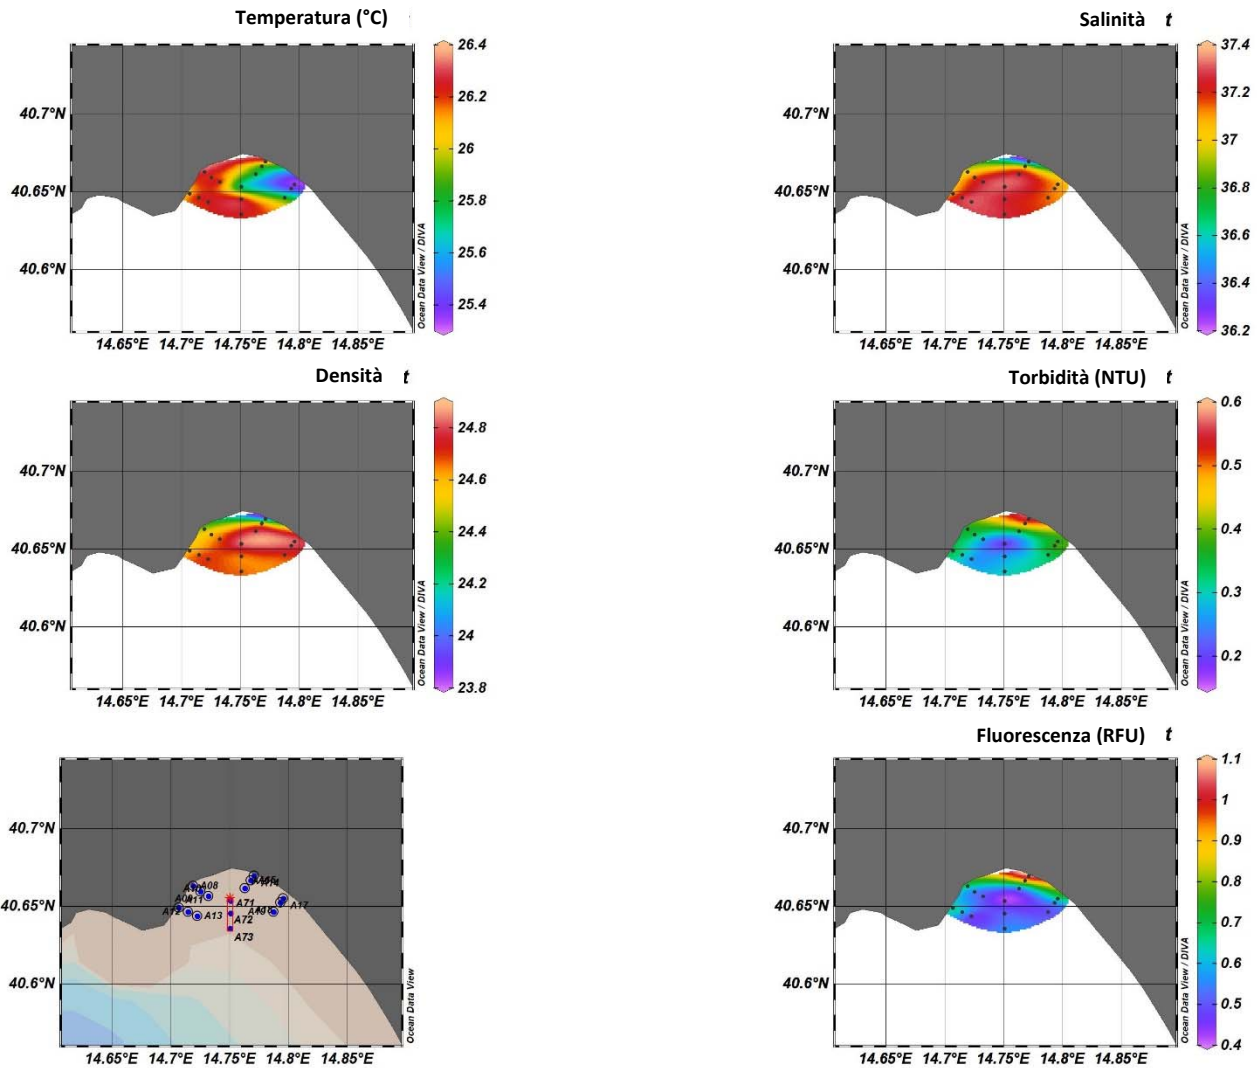 Temperatura (°C)
26.4
26.2
26
25.8
25.6
25.4
40.7°N
40.65°N
40.6°N
14.65°E 14.7°E 14.75°E 14.8°E 14.85°E
Ocean Data View / DIVA
Salinità t
37.4
37.2
37
36.8
36.6
36.4
36.2
40.7°N
40.65°N
40.6°N
14.65°E 14.7°E 14.75°E 14.8°E 14.85°E
Ocean Data View / DIVA
Densità t
24.8
24.6
24.4
24.2
24
23.8
40.7°N
40.65°N
40.6°N
14.65°E 14.7°E 14.75°E 14.8°E 14.85°E
Ocean Data View / DIVA
Torbidità (NTU) t
0.6
0.5
0.4
0.3
0.2
40.7°N
40.65°N
40.6°N
14.65°E 14.7°E 14.75°E 14.8°E 14.85°E
Ocean Data View / DIVA
40.7°N
40.65°N
40.6°N
A08
A11
A12
A13
A14
A17
A71
A72
A73
14.65°E 14.7°E 14.75°E 14.8°E 14.85°E
Ocean Data View
Fluorescenza (RFU) t
1.1
1
0.9
0.8
0.7
0.6
0.5
0.4
40.7°N
40.65°N
40.6°N
14.65°E 14.7°E 14.75°E 14.8°E 14.85°E
Ocean Data View / DIVA